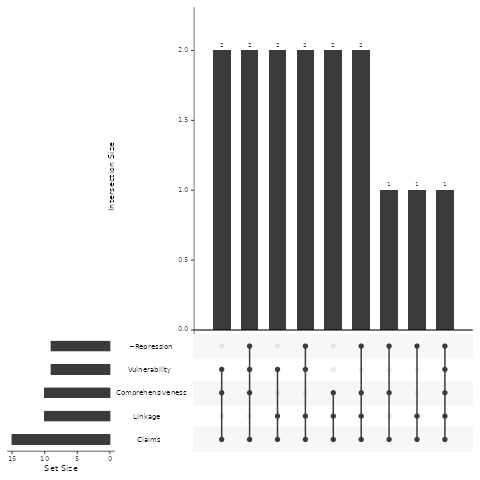 2 2 2 2 2 2
2.0
1.5
Intersection Size
1 1 1
1.0
0.5
0.0
~Repression
Vulnerability
Comprehensiveness
Linkage
Claims
15 10 5 0
Set Size